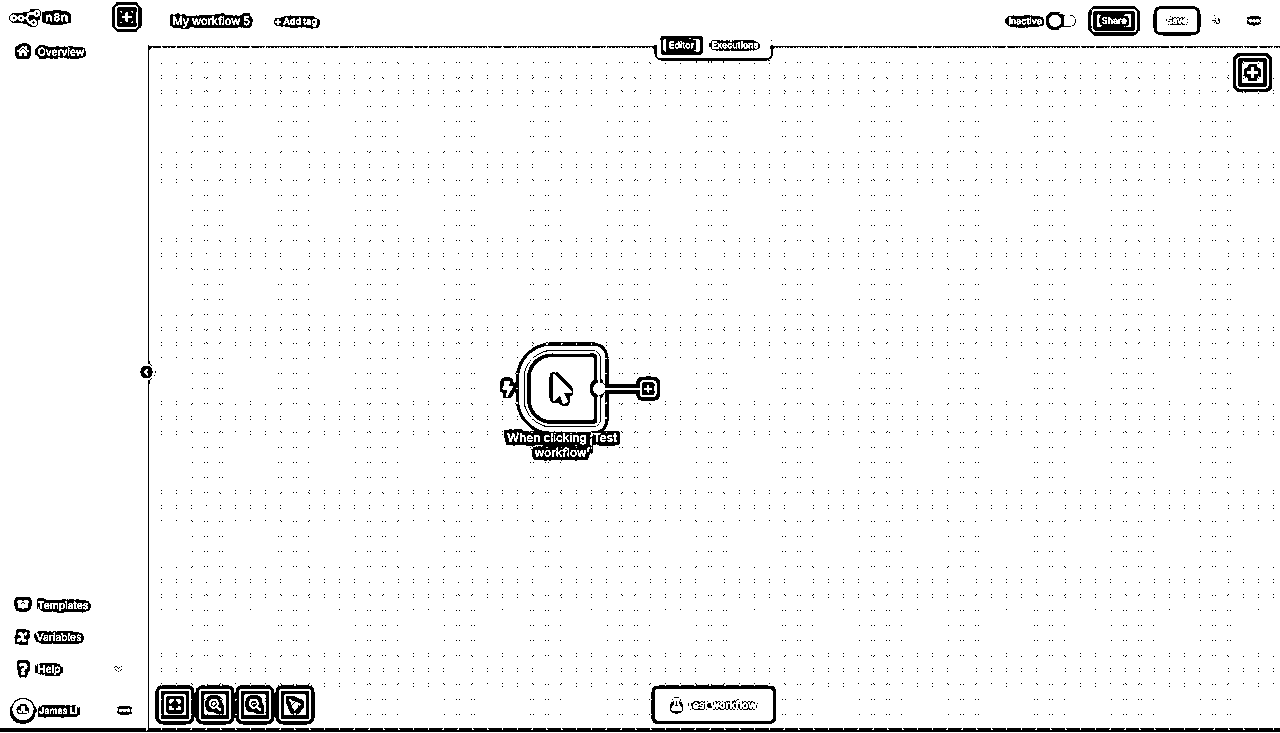 n8n
My workflow 5
+ Add tag
Inactive
Share
Save
Overview
Editor
Executions
When clicking 'Test
workflow'
Templates
Variables
Help
James Li
Test workflow